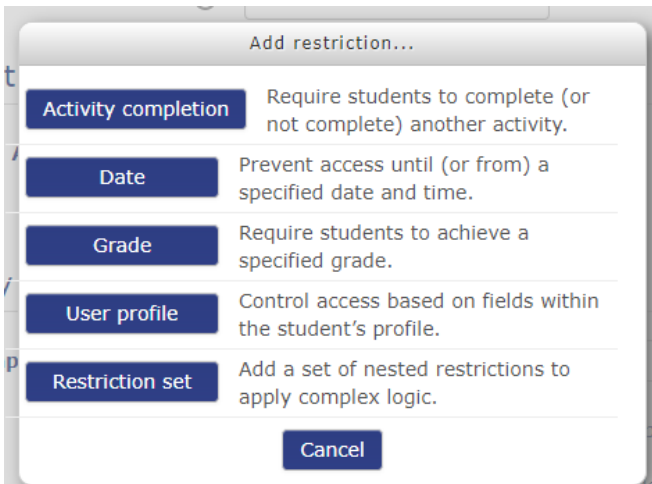 Add restriction...
Activity completion
Require students to complete (or
not complete) another activity.
Date
Prevent access until (or from) a
specified date and time.
Grade
Require students to achieve a
specified grade.
User profile
Control access based on fields within
the student’s profile.
Restriction set
Add a set of nested restrictions to
apply complex logic.
Cancel